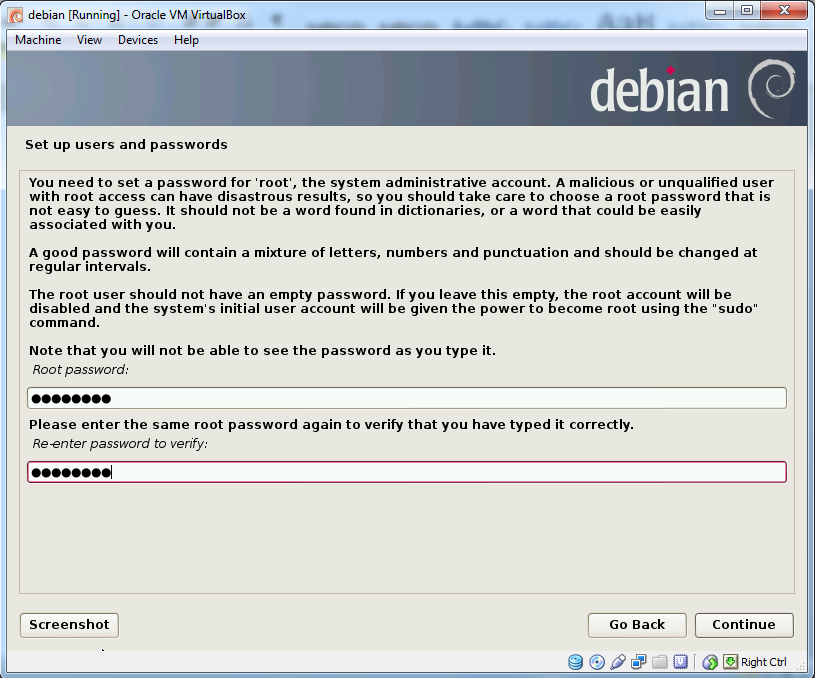 debian [Running] - Oracle VM VirtualBox
Machine View Devices Help
debian
Set up users and passwords
You need to set a password for 'root', the system administrative account. A malicious or unqualified user
with root access can have disastrous results, so you should take care to choose a root password that is
not easy to guess. It should not be a word found in dictionaries, or a word that could be easily
associated with you.
A good password will contain a mixture of letters, numbers and punctuation and should be changed at
regular intervals.
The root user should not have an empty password. If you leave this empty, the root account will be
disabled and the system's initial user account will be given the power to become root using the "sudo"
command.
Note that you will not be able to see the password as you type it.
Root password:
●●●●●●●●
Please enter the same root password again to verify that you have typed it correctly.
Re-enter password to verify:
●●●●●●●●
Screenshot Go Back Continue
Right Ctrl